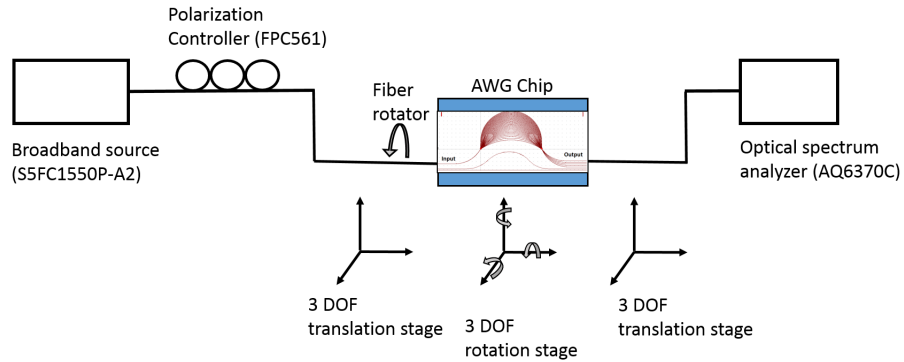 Polarization
Controller (FPC561)
Fiber
rotator
AWG Chip
Input
Output
Broadband source
(S5FC1550P-A2)
Optical spectrum
analyzer (AQ6370C)
3 DOF
translation stage
3 DOF
rotation stage
3 DOF
translation stage